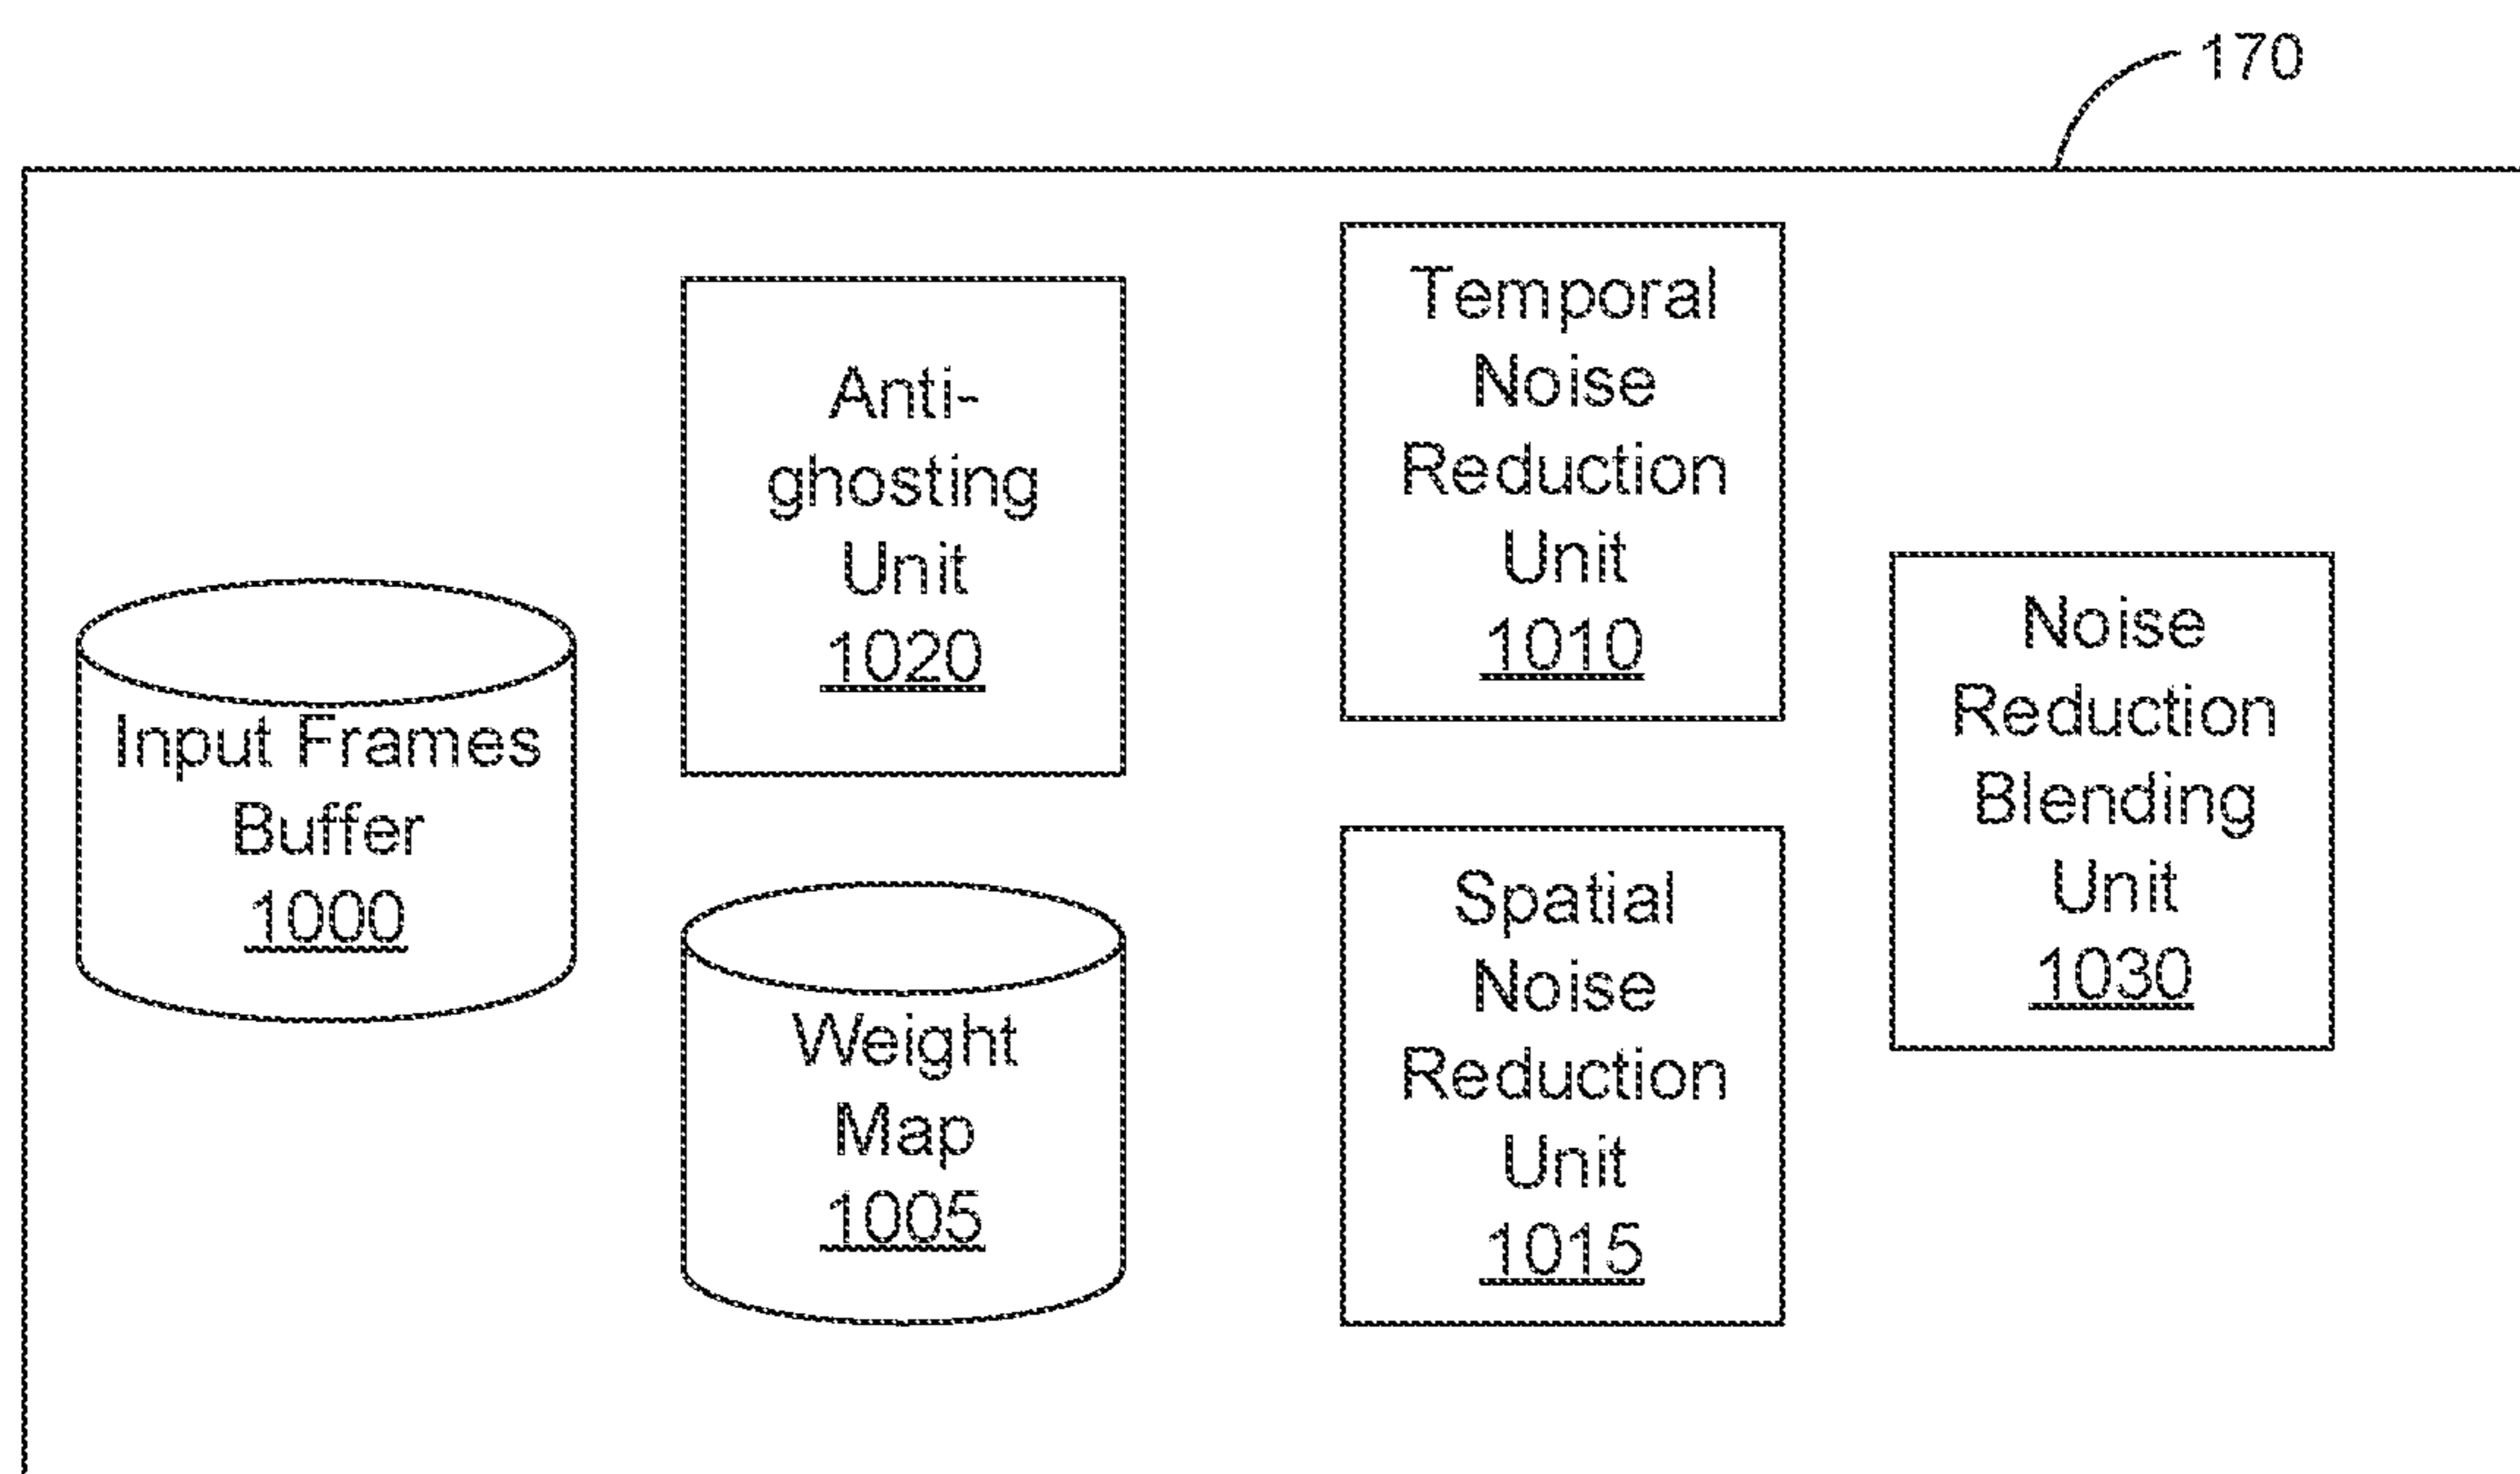 170
Anti-
ghosting
Unit
1020
Temporal
Noise
Reduction
Unit
1010
Input Frames
Buffer
1000
Noise
Reduction
Blending
Unit
1030
Weight
Map
1005
Spatial
Noise
Reduction
Unit
1015